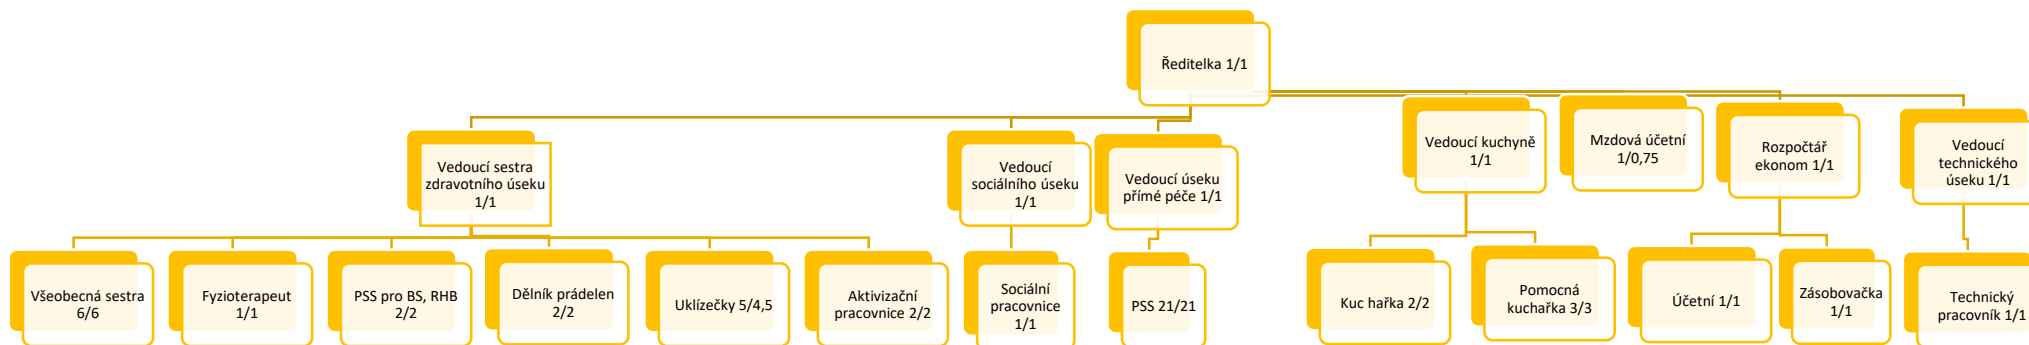 Ředitelka 1/1
Vedoucí sestra
zdravotního úseku
1/1
Vedoucí
sociálního úseku
1/1
Vedoucí úseku
přímé péče 1/1
Vedoucí kuchyně
1/1
Mzdová účetní
1/0,75
Rozpočtář
ekonom 1/1
Vedoucí
technického
úseku 1/1
Všeobecná sestra
6/6
Fyzioterapeut
1/1
PSS pro BS, RHB
2/2
Dělník prádelen
2/2
Uklízečky 5/4,5
Aktivizační
pracovnice 2/2
Sociální
pracovnice
1/1
PSS 21/21
Kuc hařka 2/2
Pomocná
kuchařka 3/3
Účetní 1/1
Zásobovačka
1/1
Technický
pracovník 1/1